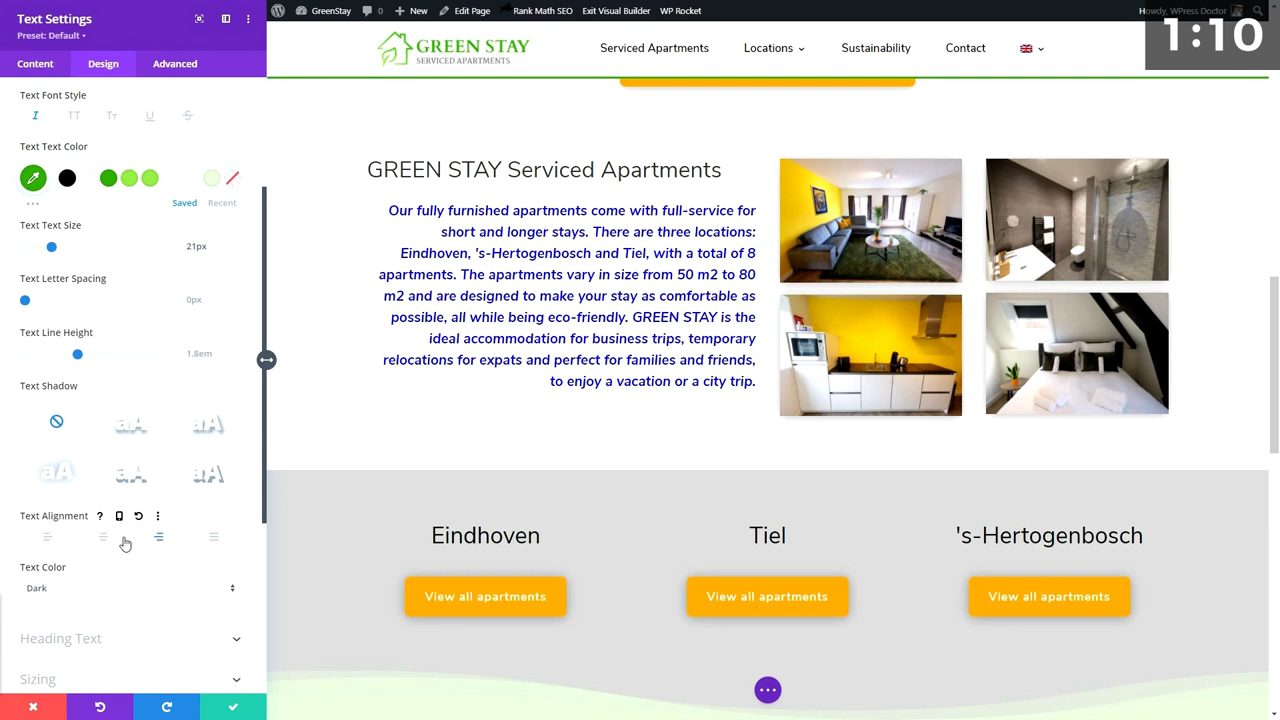 Text Settings
Preset: Default
Content
Design
Advanced
Text Font Style
I
TT
Tт
U
S
Text Text Color
Saved
Recent
Text Text Size
21px
Text Letter Spacing
0px
Text Line Height
1.8em
Text Shadow
aA
aA
aA
aA
aA
Text Alignment
?
Text Color
Dark
Heading Text
Sizing
GreenStay
0
New
Edit Page
Rank Math SEO
Exit Visual Builder
WP Rocket
Howdy, WPress Doctor
1:10
GREEN STAY
SERVICED APARTMENTS
Serviced Apartments
Locations
Sustainability
Contact
GREEN STAY Serviced Apartments
Our fully furnished apartments come with full-service for
short and longer stays. There are three locations:
Eindhoven, 's-Hertogenbosch and Tiel, with a total of 8
apartments. The apartments vary in size from 50 m2 to 80
m2 and are designed to make your stay as comfortable as
possible, all while being eco-friendly. GREEN STAY is the
ideal accommodation for business trips, temporary
relocations for expats and perfect for families and friends,
to enjoy a vacation or a city trip.
Eindhoven
Tiel
's-Hertogenbosch
View all apartments
View all apartments
View all apartments